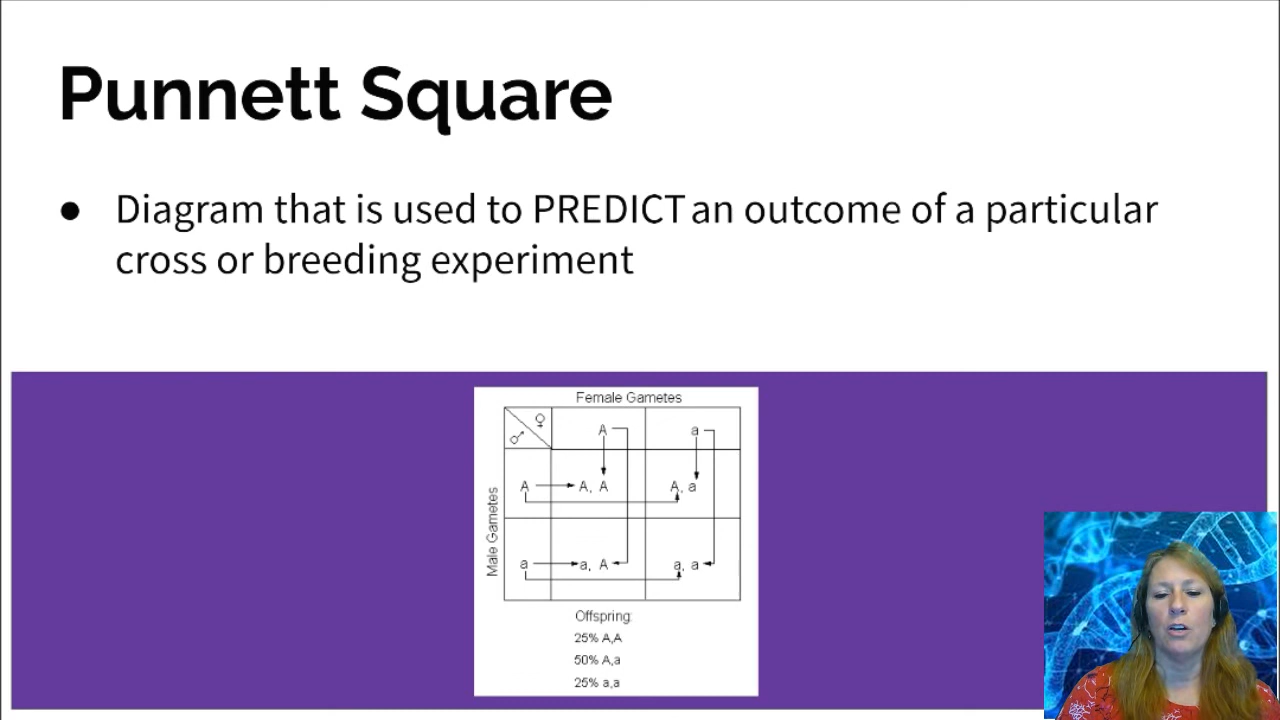 Punnett Square
● Diagram that is used to PREDICT an outcome of a particular
cross or breeding experiment
Female Gametes
♀
♂
A a
Male Gametes
A A, A A, a
a a, A a, a
Offspring:
25% A,A
50% A,a
25% a,a